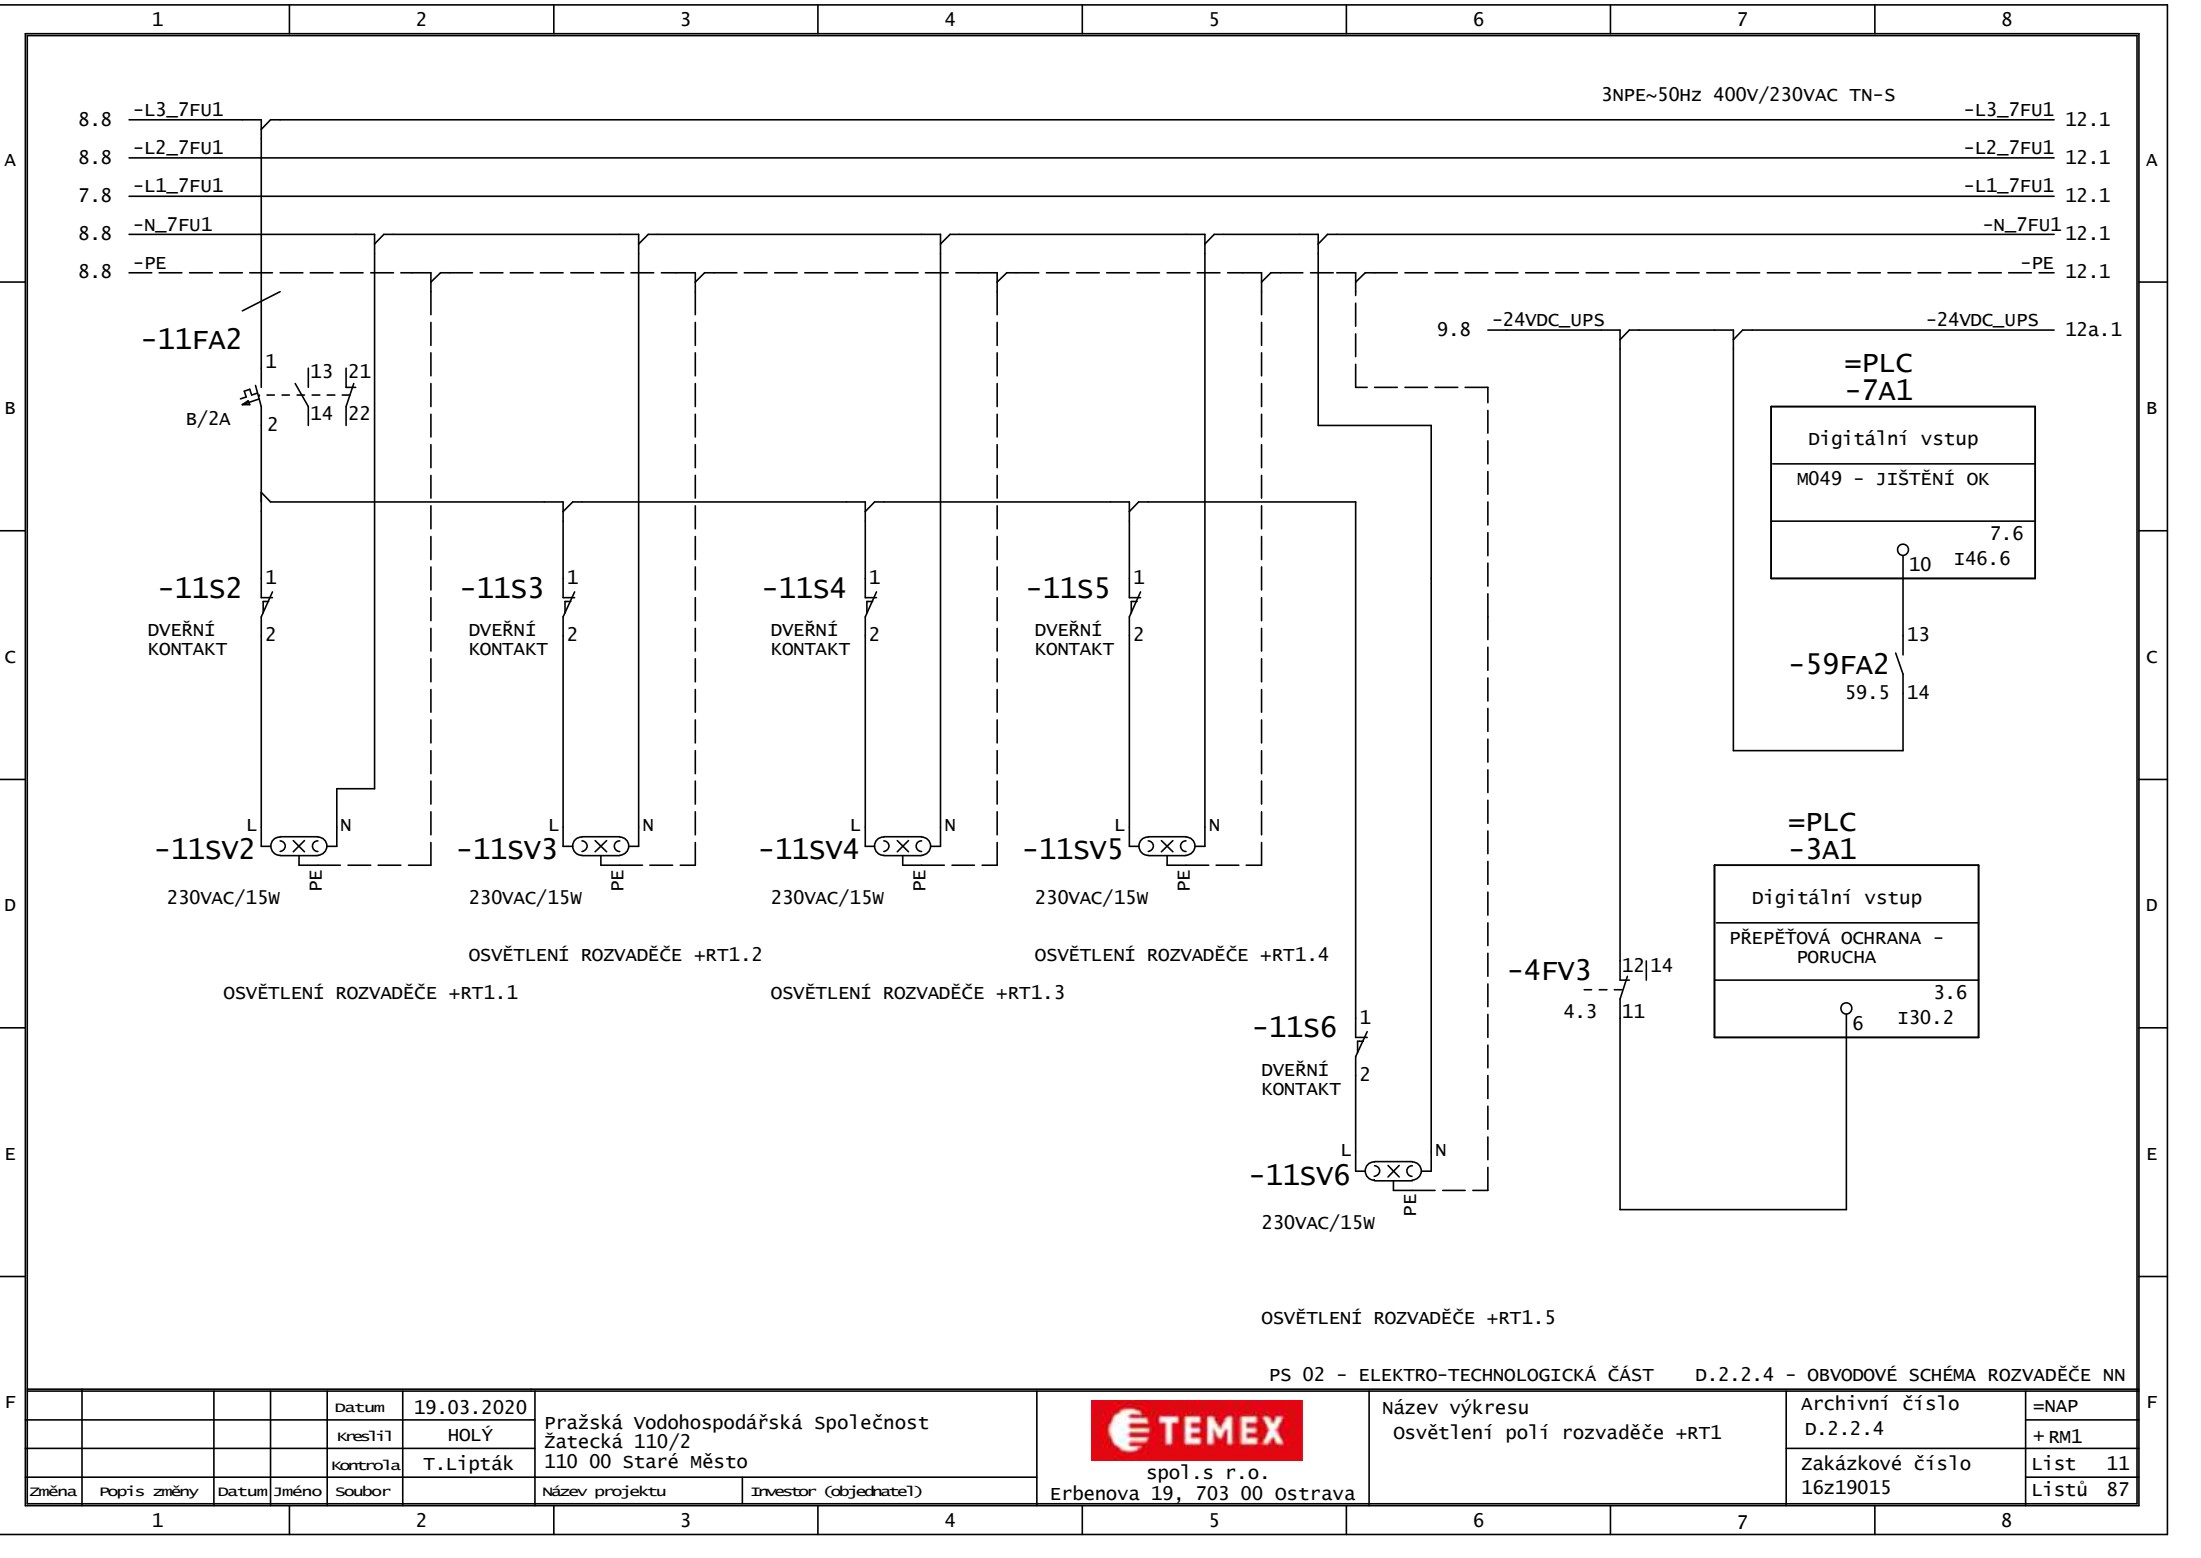 1 2 3 4 5 6 7 8
3NPE~50Hz 400V/230VAC TN-S
8.8 -L3_7FU1 -L3_7FU1 12.1
A 8.8 -L2_7FU1 -L2_7FU1 12.1 A
7.8 -L1_7FU1 -L1_7FU1 12.1
8.8 -N_7FU1 -N_7FU1 12.1
8.8 -PE -PE 12.1
9.8 -24VDC_UPS -24VDC_UPS 12a.1
-11FA2
1
13 21
B/2A
2 14 22
=PLC
-7A1
B B
Digitální vstup
M049 - JIŠTĚNÍ OK
7.6
10 I46.6
-11S2 1 -11S3 1 -11S4 1 -11S5 1
DVEŘNÍ 2 DVEŘNÍ 2 DVEŘNÍ 2 DVEŘNÍ 2
KONTAKT KONTAKT KONTAKT KONTAKT
13
C -59FA2 C
59.5 14
L N L N L N L N
-11SV2 -11SV3 -11SV4 -11SV5
PE PE PE PE
230VAC/15W 230VAC/15W 230VAC/15W 230VAC/15W
=PLC
-3A1
D D
Digitální vstup
PŘEPĚŤOVÁ OCHRANA -
PORUCHA
3.6
6 I30.2
OSVĚTLENÍ ROZVADĚČE +RT1.2 OSVĚTLENÍ ROZVADĚČE +RT1.4
OSVĚTLENÍ ROZVADĚČE +RT1.1 OSVĚTLENÍ ROZVADĚČE +RT1.3
-4FV3 12 14
4.3 11
-11S6 1
DVEŘNÍ 2
KONTAKT
E L N E
-11SV6
PE
230VAC/15W
OSVĚTLENÍ ROZVADĚČE +RT1.5
PS 02 - ELEKTRO-TECHNOLOGICKÁ ČÁST D.2.2.4 - OBVODOVÉ SCHÉMA ROZVADĚČE NN
F F
Datum 19.03.2020
Kreslil HOLÝ
Kontrola T.Lipták
Změna Popis změny Datum Jméno Soubor
Pražská Vodohospodářská Společnost
Žatecká 110/2
110 00 Staré Město
Název projektu Investor (objednatel)
TEMEX
spol.s r.o.
Erbenova 19, 703 00 Ostrava
Název výkresu
Osvětlení polí rozvaděče +RT1
Archivní číslo
D.2.2.4
Zakázkové číslo
16z19015
=NAP
+ RM1
List 11
Listů 87
1 2 3 4 5 6 7 8